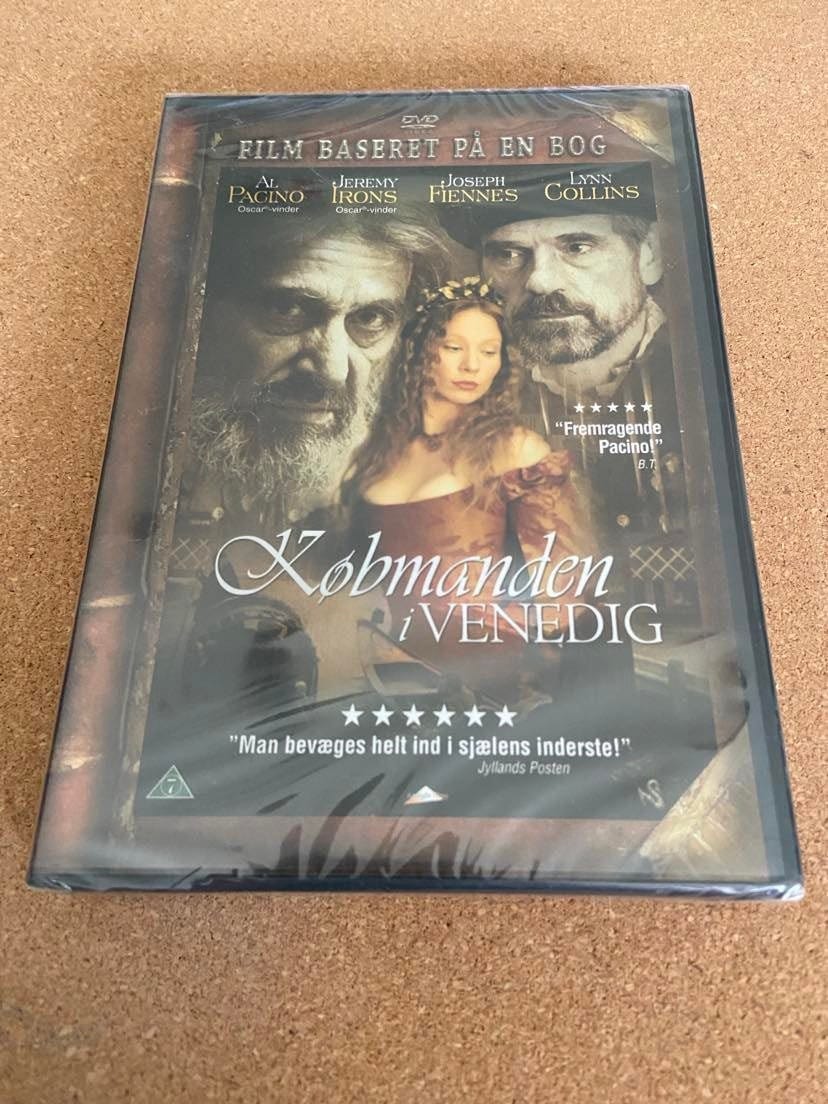 DVD
VIDEO
FILM BASERET PÅ EN BOG
AL PACINO
Oscar®-vinder
JEREMY IRONS
Oscar®-vinder
JOSEPH FIENNES
LYNN COLLINS
★★★★★
"Fremragende
Pacino!"
B.T.
Købmanden
i VENEDIG
★★★★★★
"Man bevæges helt ind i sjælens inderste!"
Jyllands Posten
7